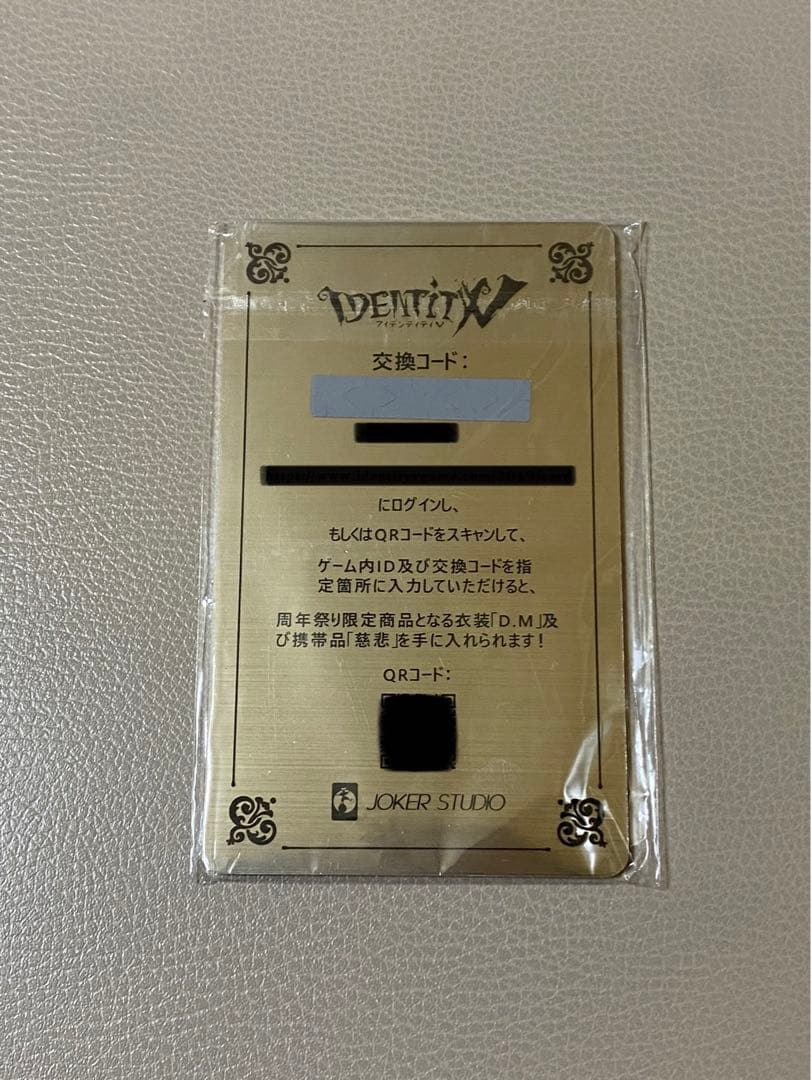 IDENTITY V
アイデンティティV
交換コード：
にログインし、
もしくはQRコードをスキャンして、
ゲーム内ID及び交換コードを指
定箇所に入力していただけると、
周年祭り限定商品となる衣装「D.M」及
び携帯品「慈悲」を手に入れられます！
QRコード：
JOKER STUDIO